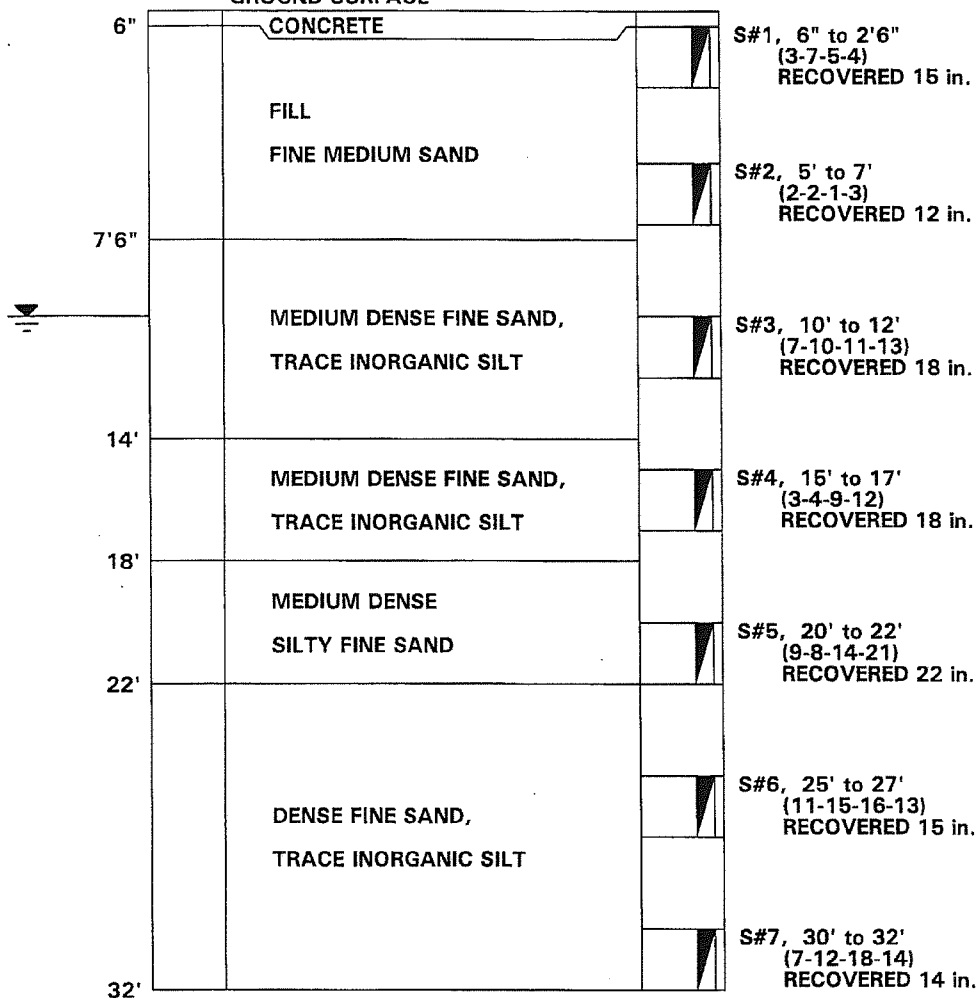 GROUND SURFACE
6"
CONCRETE
S#1, 6" to 2'6"
(3-7-5-4)
RECOVERED 15 in.
FILL
FINE MEDIUM SAND
S#2, 5' to 7'
(2-2-1-3)
RECOVERED 12 in.
7'6"
MEDIUM DENSE FINE SAND,
TRACE INORGANIC SILT
S#3, 10' to 12'
(7-10-11-13)
RECOVERED 18 in.
14'
MEDIUM DENSE FINE SAND,
TRACE INORGANIC SILT
S#4, 15' to 17'
(3-4-9-12)
RECOVERED 18 in.
18'
MEDIUM DENSE
SILTY FINE SAND
S#5, 20' to 22'
(9-8-14-21)
RECOVERED 22 in.
22'
DENSE FINE SAND,
TRACE INORGANIC SILT
S#6, 25' to 27'
(11-15-16-13)
RECOVERED 15 in.
S#7, 30' to 32'
(7-12-18-14)
RECOVERED 14 in.
32'